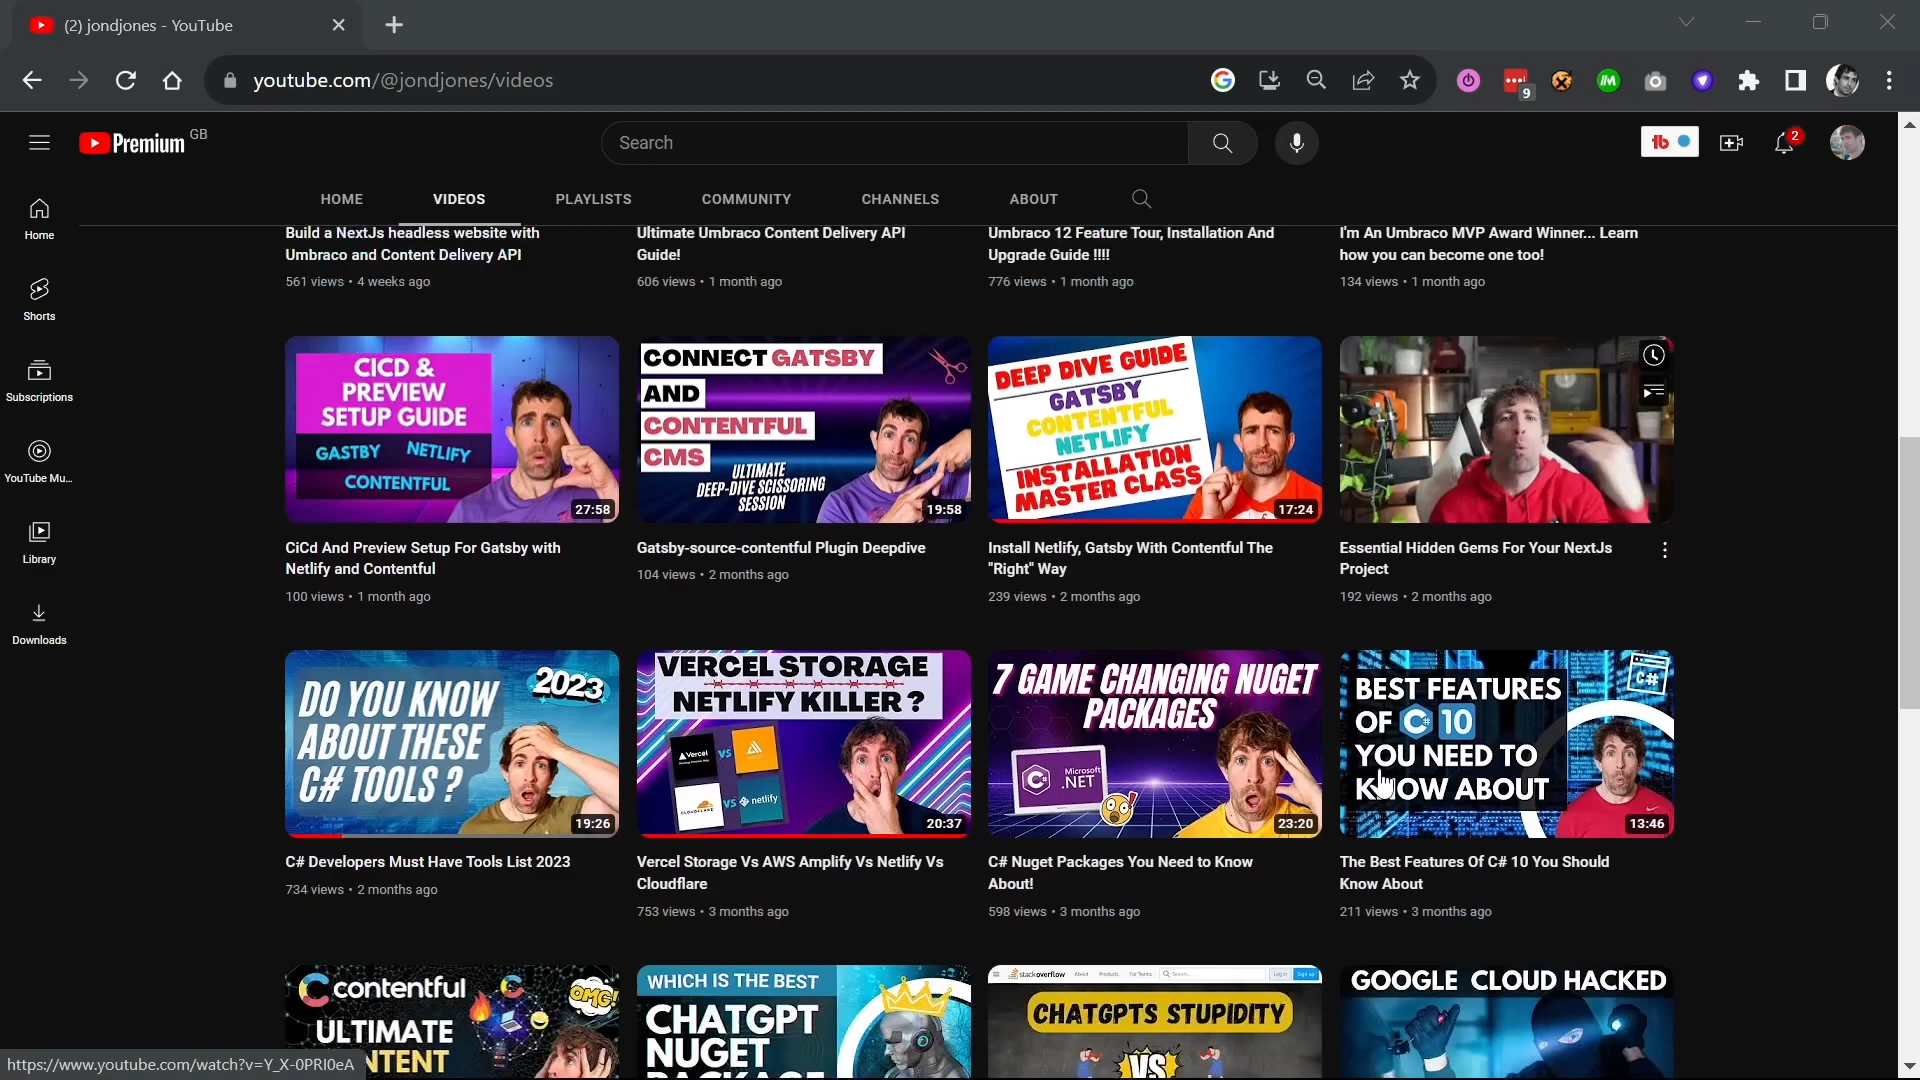 (2) jondjones - YouTube
youtube.com/@jondjones/videos
9
Premium GB
Search
tb
2
HOME VIDEOS PLAYLISTS COMMUNITY CHANNELS ABOUT
Home
Shorts
Subscriptions
YouTube Mu...
Library
Downloads
Build a NextJs headless website with
Umbraco and Content Delivery API
561 views • 4 weeks ago
Ultimate Umbraco Content Delivery API
Guide!
606 views • 1 month ago
Umbraco 12 Feature Tour, Installation And
Upgrade Guide !!!!
776 views • 1 month ago
I'm An Umbraco MVP Award Winner... Learn
how you can become one too!
134 views • 1 month ago
CICD &
PREVIEW
SETUP GUIDE
GASTBY NETLIFY
CONTENTFUL
27:58
CiCd And Preview Setup For Gatsby with
Netlify and Contentful
100 views • 1 month ago
CONNECT GATSBY
AND
CONTENTFUL
CMS
ULTIMATE
DEEP-DIVE SCISSORING
SESSION
19:58
Gatsby-source-contentful Plugin Deepdive
104 views • 2 months ago
DEEP DIVE GUIDE
GATSBY
CONTENTFUL
NETLIFY
INSTALLATION
MASTER CLASS
17:24
Install Netlify, Gatsby With Contentful The
"Right" Way
239 views • 2 months ago
Essential Hidden Gems For Your NextJs
Project
192 views • 2 months ago
DO YOU KNOW
ABOUT THESE
C# TOOLS ?
2023
19:26
C# Developers Must Have Tools List 2023
734 views • 2 months ago
VERCEL STORAGE
NETLIFY KILLER ?
Vercel VS
CLOUDFLARE VS netlify
20:37
Vercel Storage Vs AWS Amplify Vs Netlify Vs
Cloudflare
753 views • 3 months ago
7 GAME CHANGING NUGET
PACKAGES
Microsoft
.NET
23:20
C# Nuget Packages You Need to Know
About!
598 views • 3 months ago
C#
BEST FEATURES
OF C# 10
YOU NEED TO
KNOW ABOUT
13:46
The Best Features Of C# 10 You Should
Know About
211 views • 3 months ago
contentful
OMG!
ULTIMATE
NTENT
WHICH IS THE BEST
CHATGPT
NUGET
PACKAGE
stackoverflow About Products For Teams Search... Log in Sign up
CHATGPTS STUPIDITY
VS
GOOGLE CLOUD HACKED
https://www.youtube.com/watch?v=Y_X-0PRI0eA